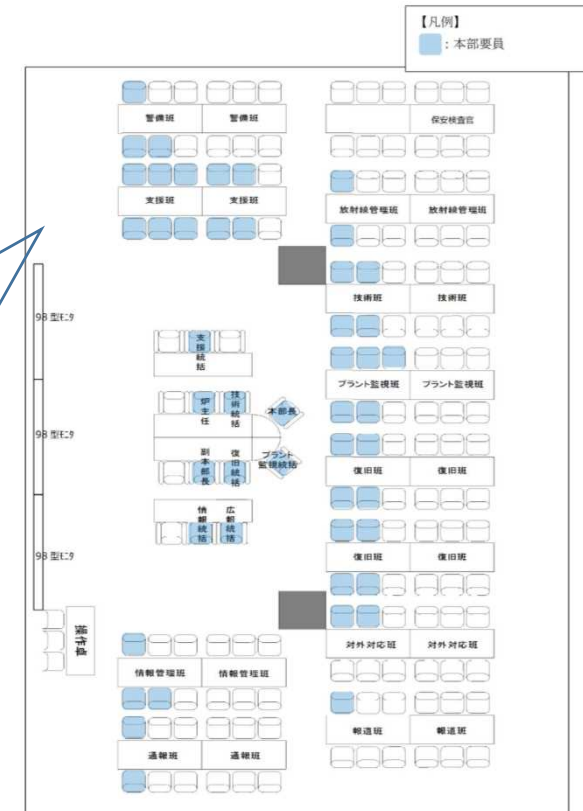 【凡例】
：本部要員
警備班 警備班
保安検査官
支援班 支援班
放射線管理班 放射線管理班
技術班 技術班
98 型モニタ
支援統括
プラント監視班 プラント監視班
炉主任 技術統括 本部長
98 型モニタ
副本部長 復旧統括 プラント監視統括
復旧班 復旧班
情報統括 広報統括
98 型モニタ
復旧班 復旧班
操作卓
対外対応班 対外対応班
情報管理班 情報管理班
報道班 報道班
通報班 通報班